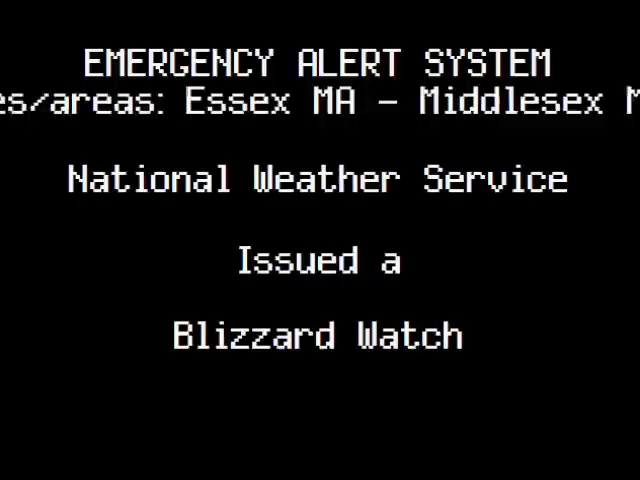 EMERGENCY ALERT SYSTEM
es/areas: Essex MA - Middlesex M
National Weather Service
Issued a
Blizzard Watch